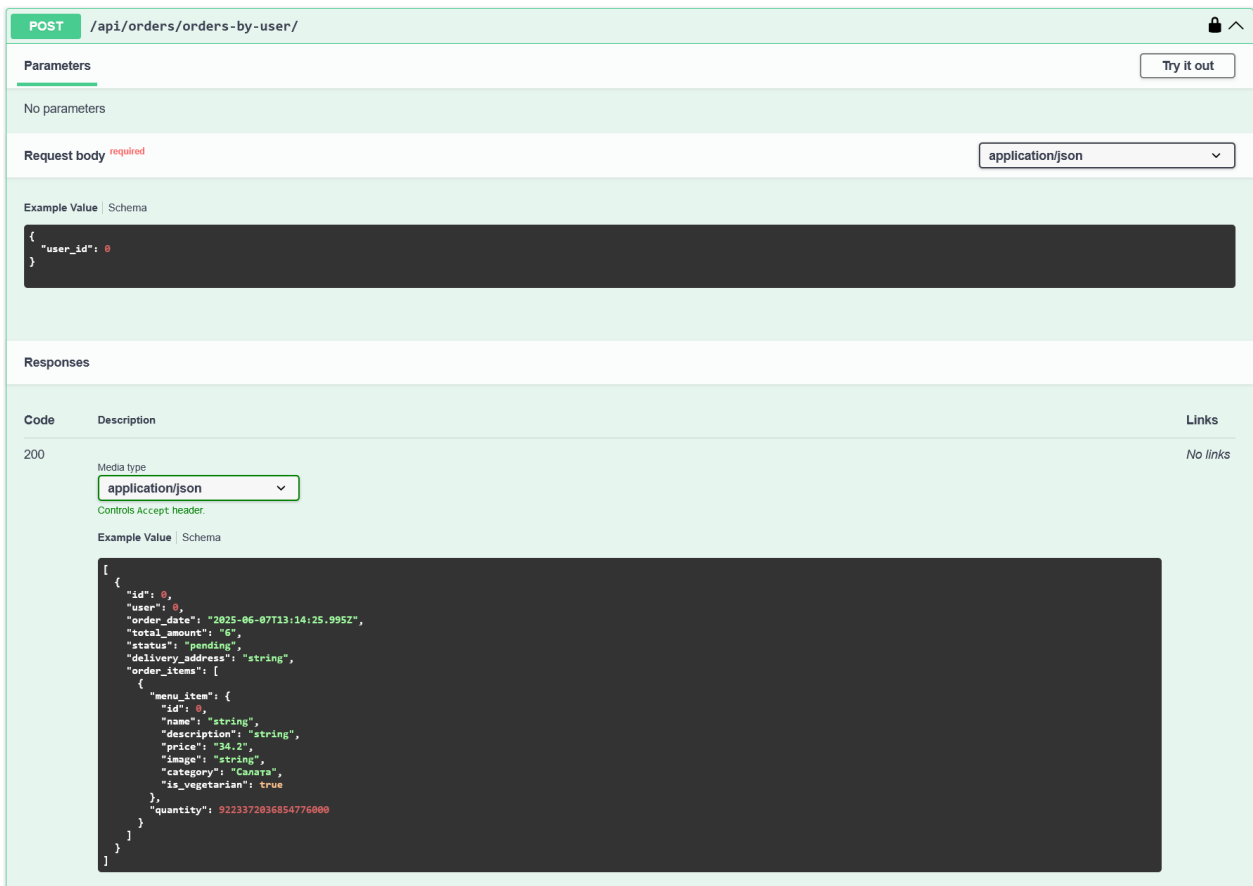 POST /api/orders/orders-by-user/
Parameters
Try it out
No parameters
Request body required
application/json
Example Value Schema
{
  "user_id": 0
}
Responses
Code Description Links
200 No links
Media type
application/json
Controls Accept header.
Example Value Schema
[
  {
    "id": 0,
    "user": 0,
    "order_date": "2025-06-07T13:14:25.995Z",
    "total_amount": "6",
    "status": "pending",
    "delivery_address": "string",
    "order_items": [
      {
        "menu_item": {
          "id": 0,
          "name": "string",
          "description": "string",
          "price": "34.2",
          "image": "string",
          "category": "Салата",
          "is_vegetarian": true
        },
        "quantity": 9223372036854776000
      }
    ]
  }
]